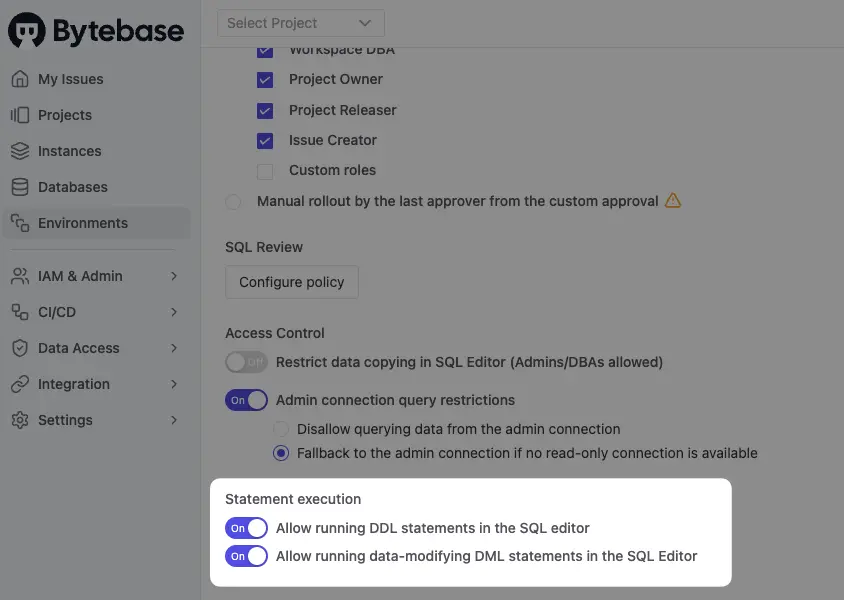 Bytebase
Select Project
My Issues
Projects
Instances
Databases
Environments
IAM & Admin
CI/CD
Data Access
Integration
Settings
Workspace DBA
Project Owner
Project Releaser
Issue Creator
Custom roles
Manual rollout by the last approver from the custom approval
SQL Review
Configure policy
Access Control
Off Restrict data copying in SQL Editor (Admins/DBAs allowed)
On Admin connection query restrictions
Disallow querying data from the admin connection
Fallback to the admin connection if no read-only connection is available
Statement execution
On Allow running DDL statements in the SQL editor
On Allow running data-modifying DML statements in the SQL Editor